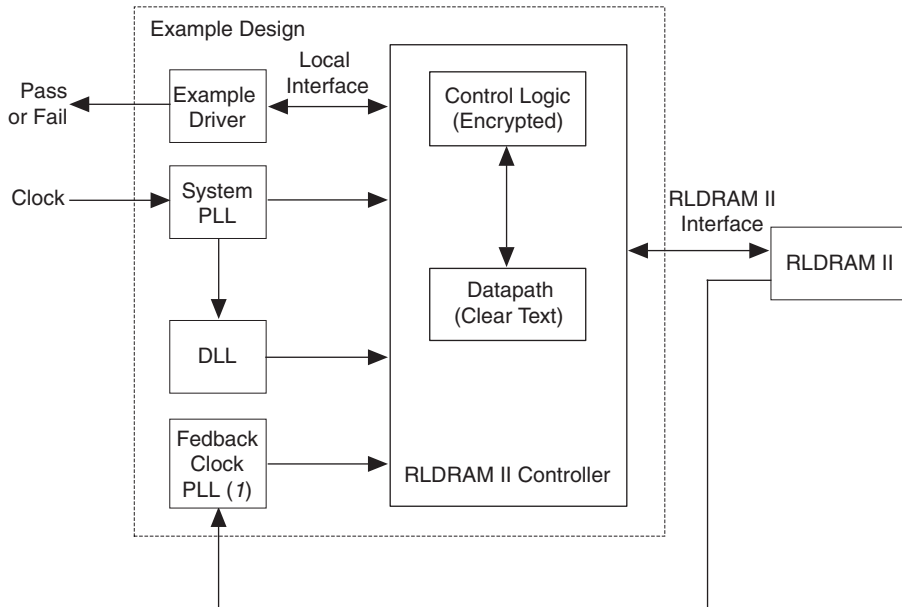 Example Design
Local
Interface
Pass
or Fail
Example
Driver
Control Logic
(Encrypted)
Clock
System
PLL
RLDRAM II
Interface
RLDRAM II
Datapath
(Clear Text)
DLL
Fedback
Clock
PLL (1)
RLDRAM II Controller